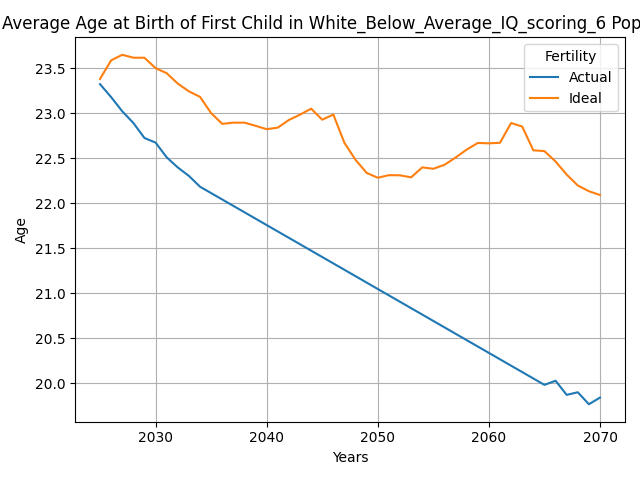 Average Age at Birth of First Child in White_Below_Average_IQ_scoring_6 Pop
Fertility
Actual
Ideal
23.5
23.0
22.5
22.0
21.5
21.0
20.5
20.0
Age
2030 2040 2050 2060 2070
Years